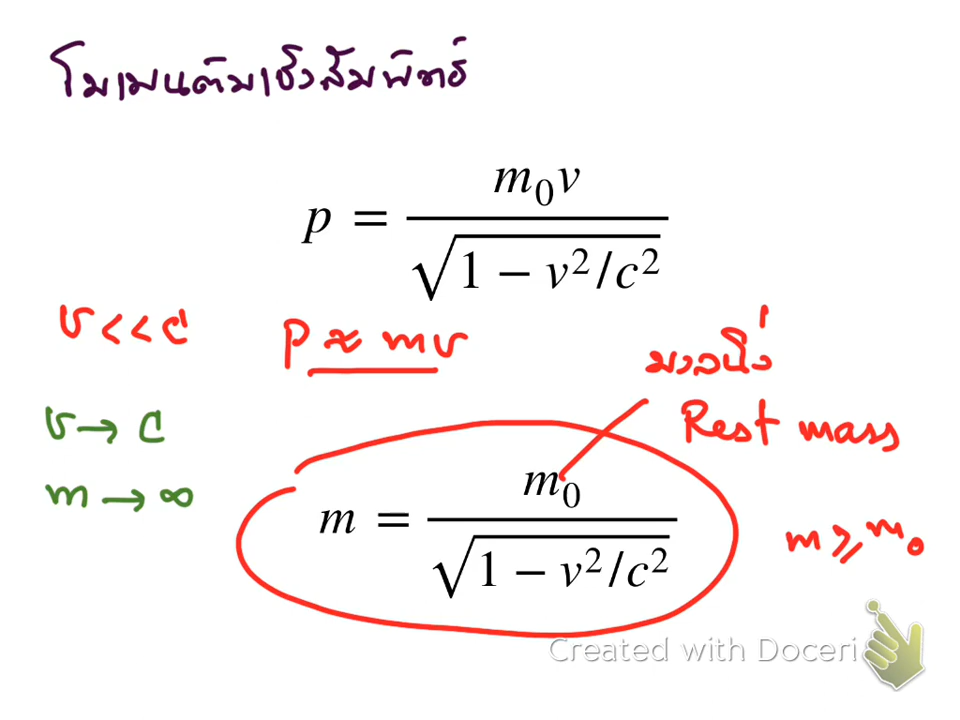 โมเมนตัมเชิงสัมพัทธ์
p = m₀v / √(1 − v²/c²)
v << c
p ≈ mv
มวลนิ่ง
Rest mass
v → c
m → ∞
m = m₀ / √(1 − v²/c²)
m ≥ m₀
Created with Doceri